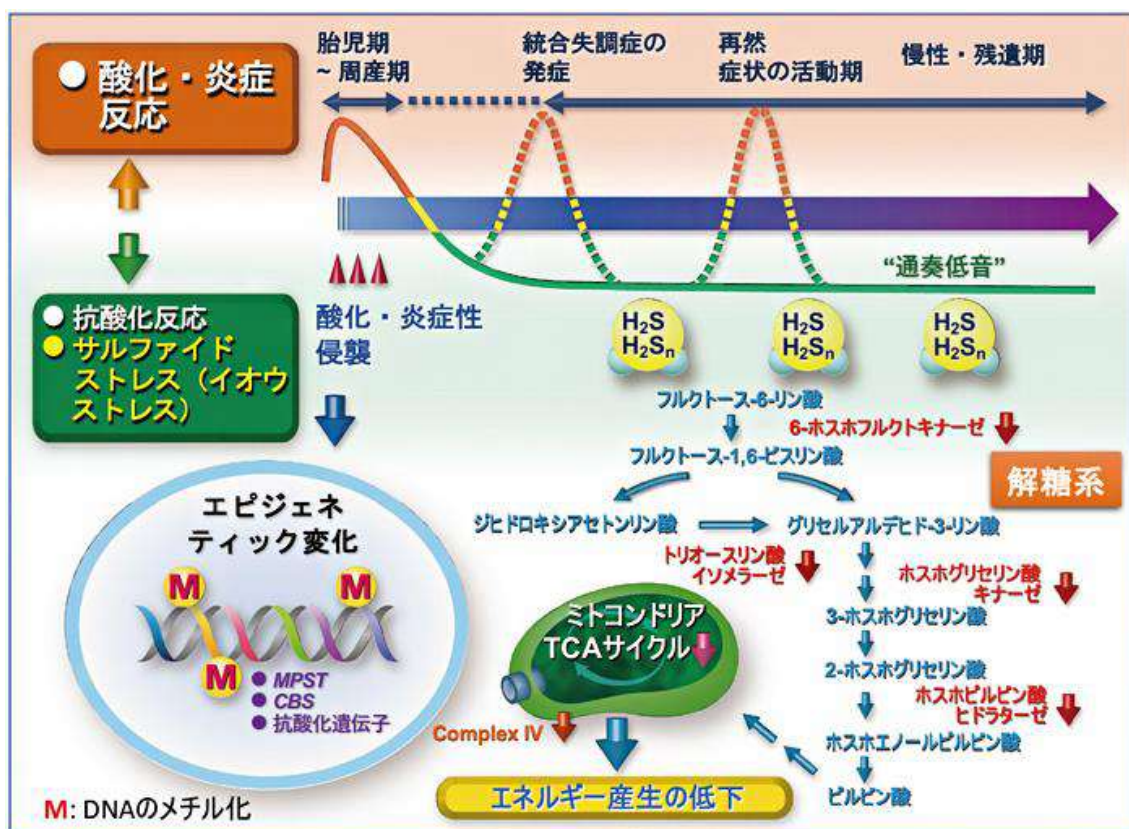 胎児期
~ 周産期
統合失調症の
発症
再然
症状の活動期
慢性・残遺期
酸化・炎症
反応
抗酸化反応
サルファイド
ストレス（イオウ
ストレス）
酸化・炎症性
侵襲
“通奏低音”
H₂S
H₂Sₙ
H₂S
H₂Sₙ
H₂S
H₂Sₙ
フルクトース-6-リン酸
6-ホスホフルクトキナーゼ
フルクトース-1,6-ビスリン酸
解糖系
ジヒドロキシアセトンリン酸
グリセルアルデヒド-3-リン酸
トリオースリン酸
イソメラーゼ
ホスホグリセリン酸
キナーゼ
3-ホスホグリセリン酸
2-ホスホグリセリン酸
ホスホピルビン酸
ヒドラターゼ
ホスホエノールピルビン酸
ピルビン酸
ミトコンドリア
TCAサイクル
Complex IV
エネルギー産生の低下
エピジェネ
ティック変化
M
M
M
MPST
CBS
抗酸化遺伝子
M: DNAのメチル化